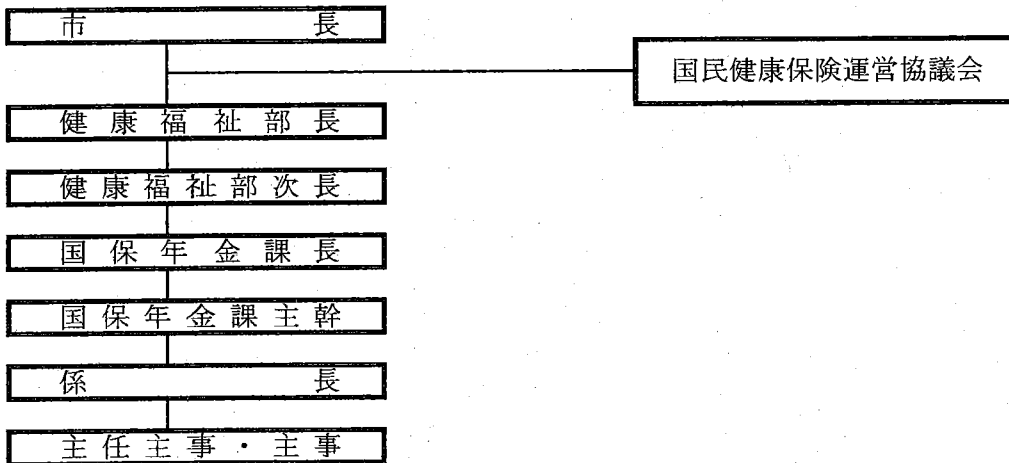 市長
国民健康保険運営協議会
健康福祉部長
健康福祉部次長
国保年金課長
国保年金課主幹
係長
主任主事・主事